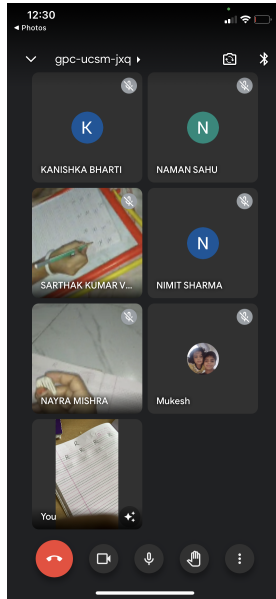 12:30
◀ Photos
gpc-ucsm-jxq
K
N
KANISHKA BHARTI
NAMAN SAHU
N
SARTHAK KUMAR V...
NIMIT SHARMA
NAYRA MISHRA
Mukesh
You